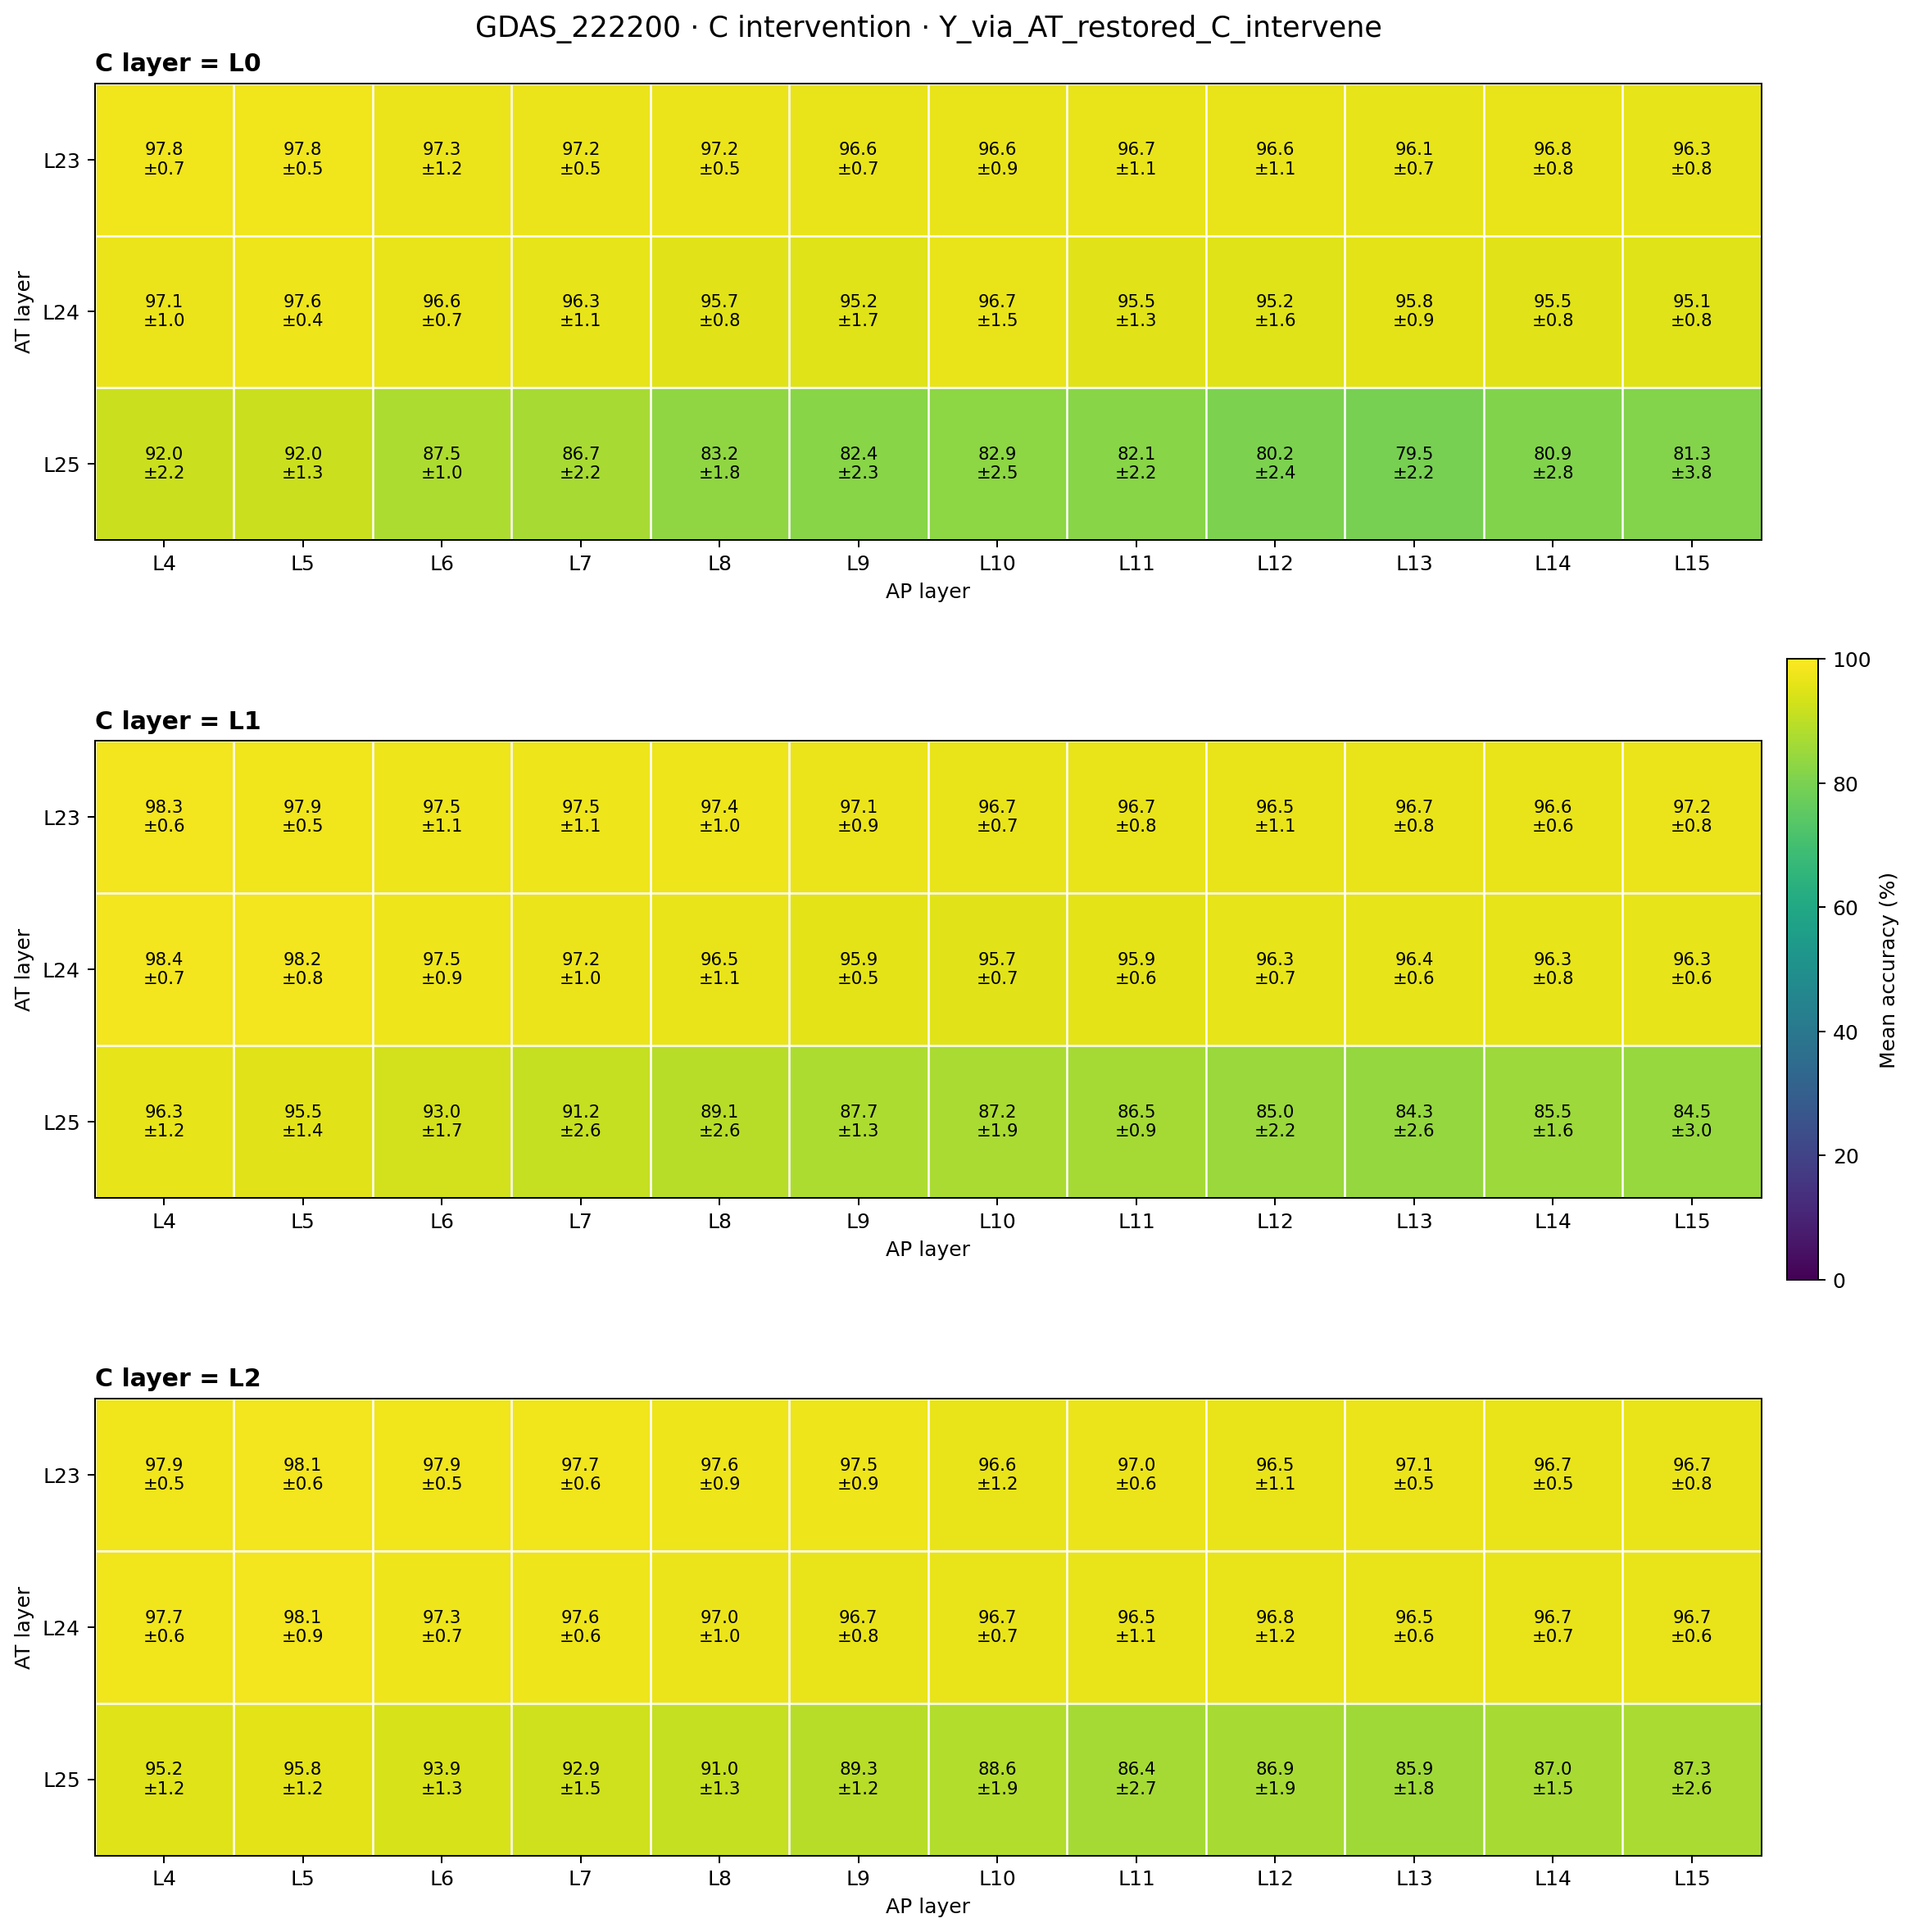 GDAS_222200 · C intervention · Y_via_AT_restored_C_intervene
C layer = L0
AT layer
L23
97.8 97.8 97.3 97.2 97.2 96.6 96.6 96.7 96.6 96.1 96.8 96.3
±0.7 ±0.5 ±1.2 ±0.5 ±0.5 ±0.7 ±0.9 ±1.1 ±1.1 ±0.7 ±0.8 ±0.8
L24
97.1 97.6 96.6 96.3 95.7 95.2 96.7 95.5 95.2 95.8 95.5 95.1
±1.0 ±0.4 ±0.7 ±1.1 ±0.8 ±1.7 ±1.5 ±1.3 ±1.6 ±0.9 ±0.8 ±0.8
L25
92.0 92.0 87.5 86.7 83.2 82.4 82.9 82.1 80.2 79.5 80.9 81.3
±2.2 ±1.3 ±1.0 ±2.2 ±1.8 ±2.3 ±2.5 ±2.2 ±2.4 ±2.2 ±2.8 ±3.8
L4 L5 L6 L7 L8 L9 L10 L11 L12 L13 L14 L15
AP layer
C layer = L1
AT layer
L23
98.3 97.9 97.5 97.5 97.4 97.1 96.7 96.7 96.5 96.7 96.6 97.2
±0.6 ±0.5 ±1.1 ±1.1 ±1.0 ±0.9 ±0.7 ±0.8 ±1.1 ±0.8 ±0.6 ±0.8
L24
98.4 98.2 97.5 97.2 96.5 95.9 95.7 95.9 96.3 96.4 96.3 96.3
±0.7 ±0.8 ±0.9 ±1.0 ±1.1 ±0.5 ±0.7 ±0.6 ±0.7 ±0.6 ±0.8 ±0.6
L25
96.3 95.5 93.0 91.2 89.1 87.7 87.2 86.5 85.0 84.3 85.5 84.5
±1.2 ±1.4 ±1.7 ±2.6 ±2.6 ±1.3 ±1.9 ±0.9 ±2.2 ±2.6 ±1.6 ±3.0
L4 L5 L6 L7 L8 L9 L10 L11 L12 L13 L14 L15
AP layer
100
80
60
40
20
0
Mean accuracy (%)
C layer = L2
AT layer
L23
97.9 98.1 97.9 97.7 97.6 97.5 96.6 97.0 96.5 97.1 96.7 96.7
±0.5 ±0.6 ±0.5 ±0.6 ±0.9 ±0.9 ±1.2 ±0.6 ±1.1 ±0.5 ±0.5 ±0.8
L24
97.7 98.1 97.3 97.6 97.0 96.7 96.7 96.5 96.8 96.5 96.7 96.7
±0.6 ±0.9 ±0.7 ±0.6 ±1.0 ±0.8 ±0.7 ±1.1 ±1.2 ±0.6 ±0.7 ±0.6
L25
95.2 95.8 93.9 92.9 91.0 89.3 88.6 86.4 86.9 85.9 87.0 87.3
±1.2 ±1.2 ±1.3 ±1.5 ±1.3 ±1.2 ±1.9 ±2.7 ±1.9 ±1.8 ±1.5 ±2.6
L4 L5 L6 L7 L8 L9 L10 L11 L12 L13 L14 L15
AP layer